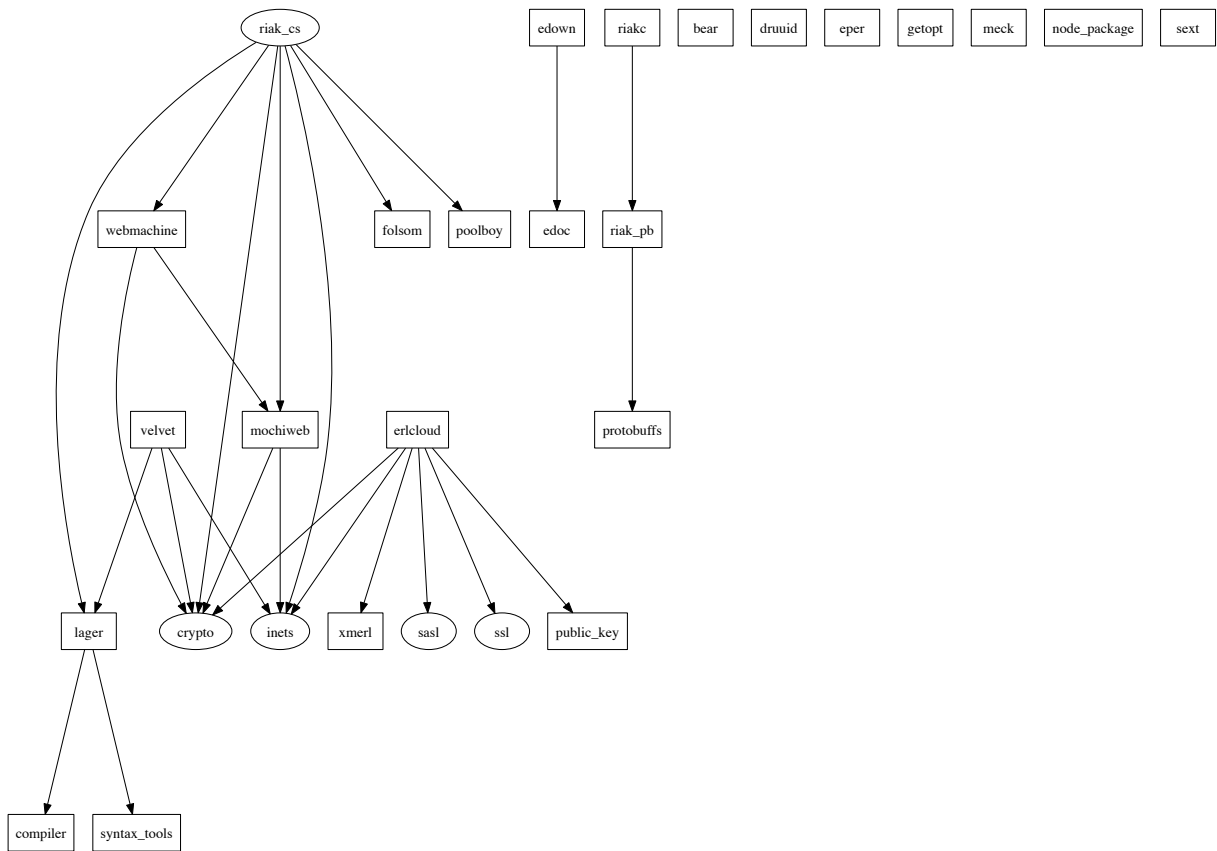 riak_cs
edown
riakc
bear
druuid
eper
getopt
meck
node_package
sext
webmachine
folsom
poolboy
edoc
riak_pb
velvet
mochiweb
erlcloud
protobuffs
lager
crypto
inets
xmerl
sasl
ssl
public_key
compiler
syntax_tools